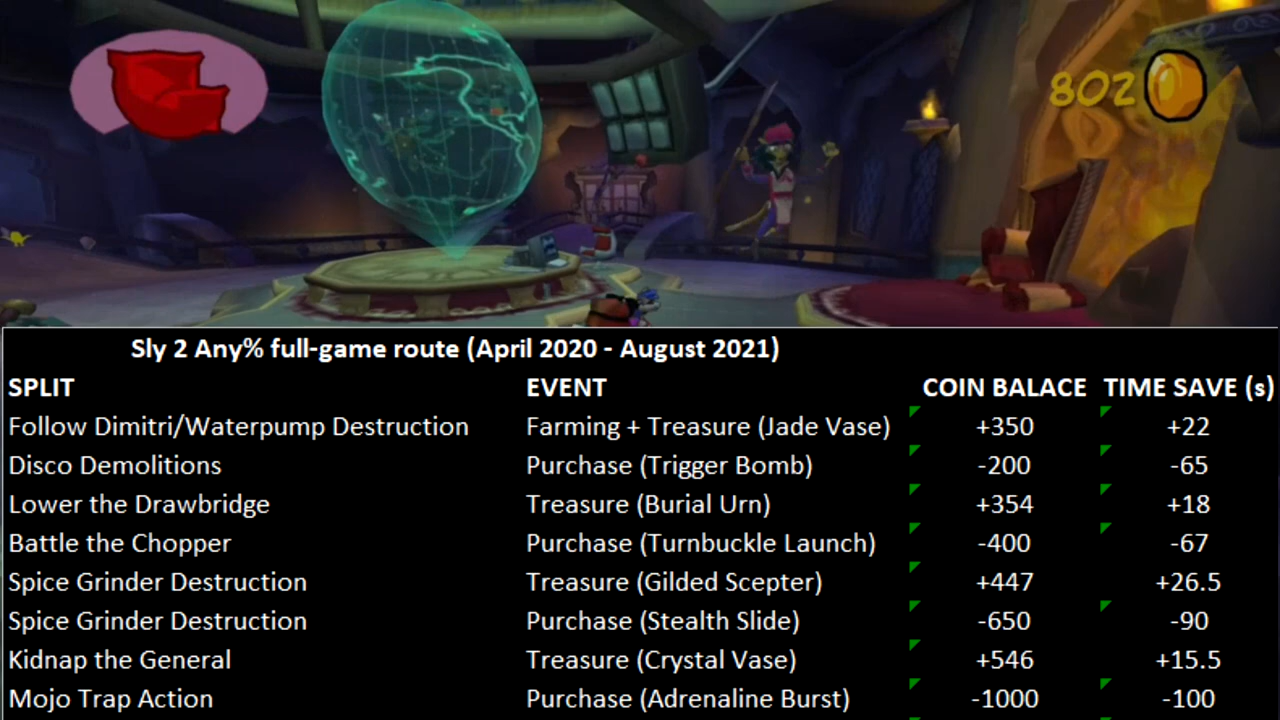 802
Sly 2 Any% full-game route (April 2020 - August 2021)
SPLIT EVENT COIN BALACE TIME SAVE (s)
Follow Dimitri/Waterpump Destruction Farming + Treasure (Jade Vase) +350 +22
Disco Demolitions Purchase (Trigger Bomb) -200 -65
Lower the Drawbridge Treasure (Burial Urn) +354 +18
Battle the Chopper Purchase (Turnbuckle Launch) -400 -67
Spice Grinder Destruction Treasure (Gilded Scepter) +447 +26.5
Spice Grinder Destruction Purchase (Stealth Slide) -650 -90
Kidnap the General Treasure (Crystal Vase) +546 +15.5
Mojo Trap Action Purchase (Adrenaline Burst) -1000 -100